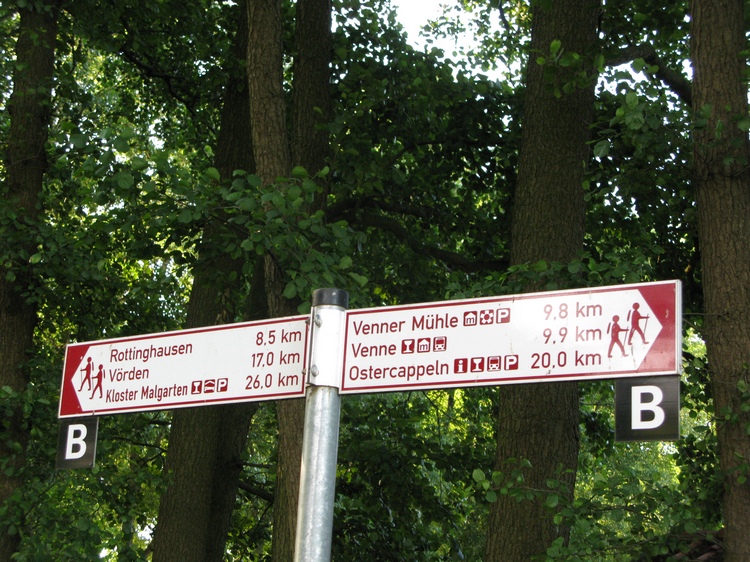 Rottinghausen 8,5 km
Vörden 17,0 km
Kloster Malgarten P 26,0 km
B
Venner Mühle P 9,8 km
Venne 9,9 km
Ostercappeln i P 20,0 km
B